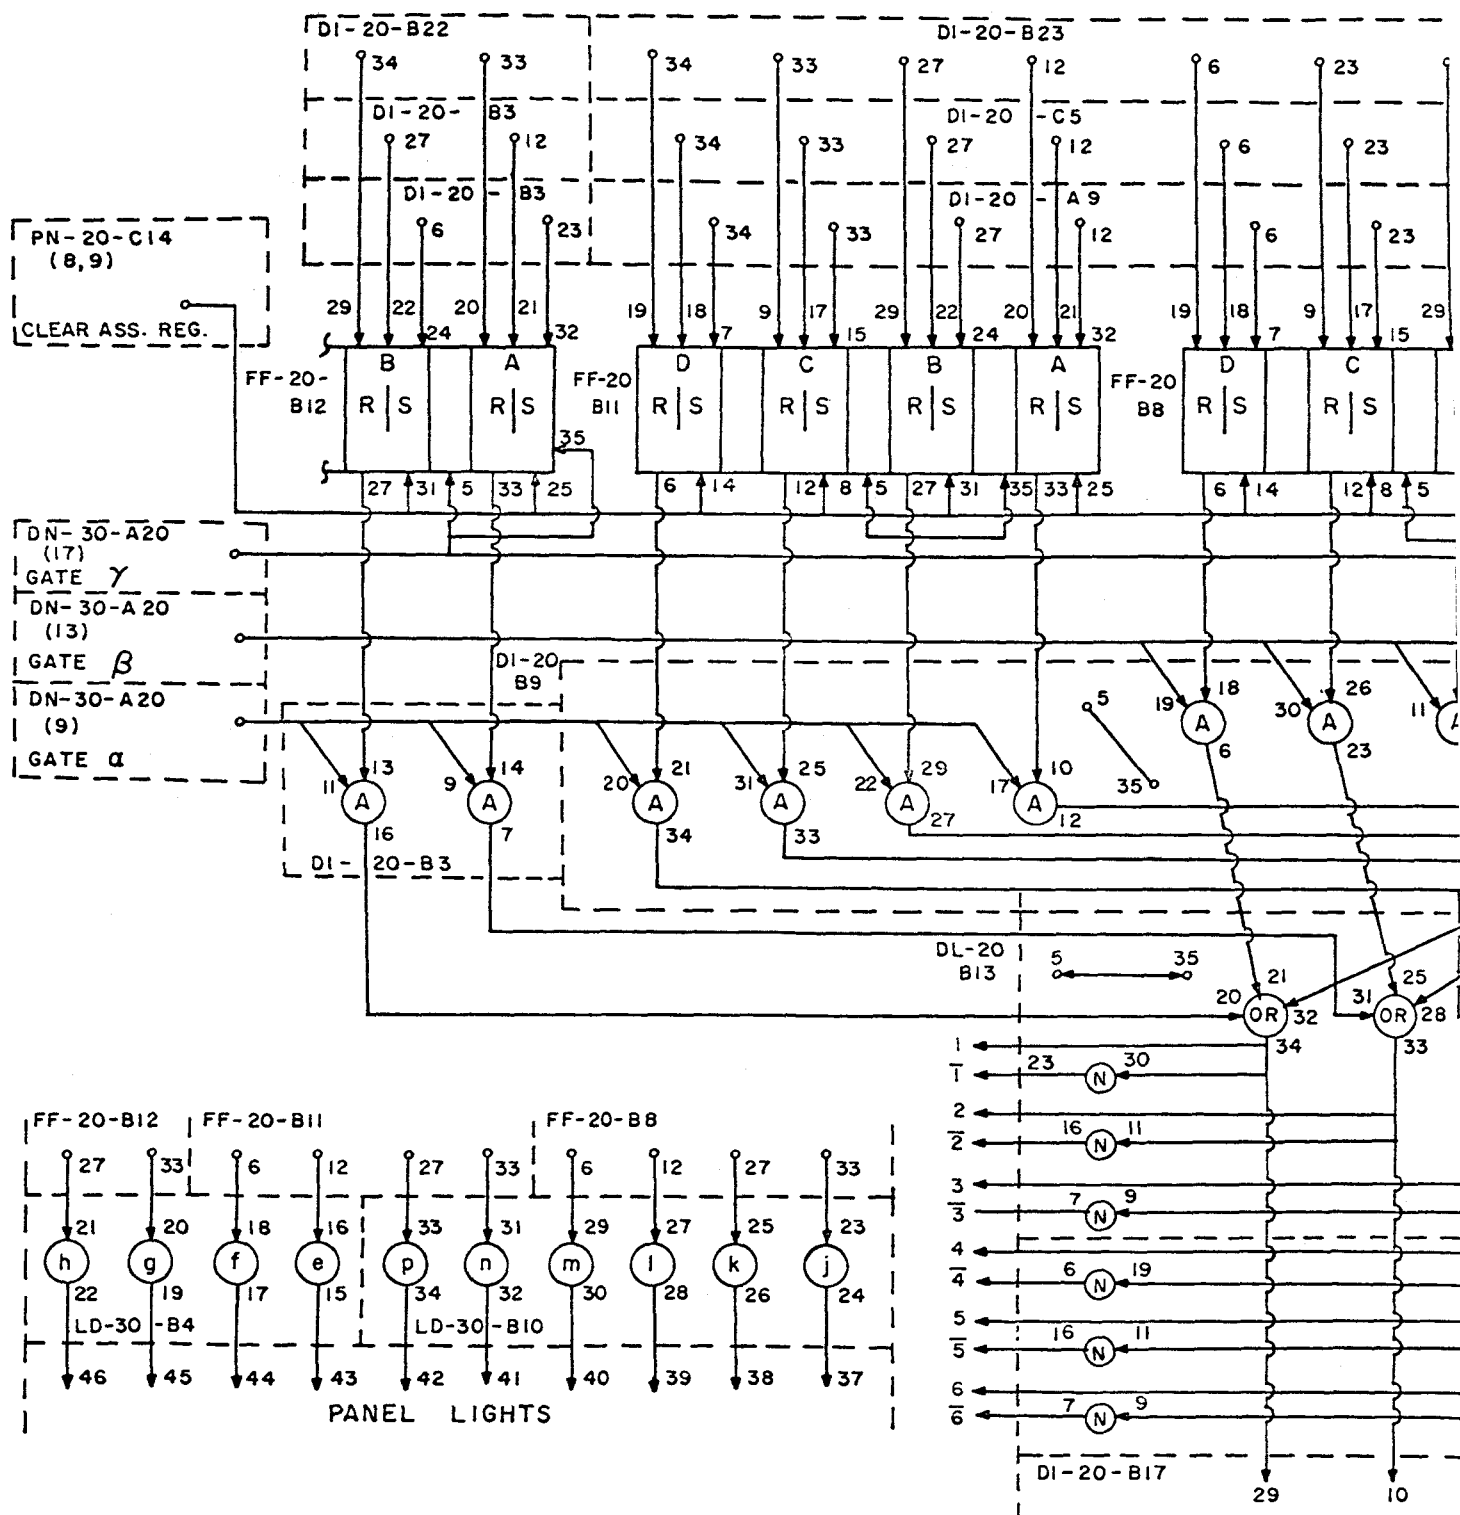 DI-20-B22
DI-20-B23
34 33 34 33 27 12 6 23
DI-20- B3
DI-20 -C5
27 12 34 33 27 12 6 23
DI-20 - B3
DI-20 - A9
6 23 34 33 27 12 6 23
PN-20-C14
(8,9)
CLEAR ASS. REG.
29 22 24 20 21 32 19 18 7 9 17 15 29 22 24 20 21 32 19 18 7 9 17 15 29
FF-20-
B12
B A
R S R S
35
FF-20
B11
D C B A
R S R S R S R S
FF-20
B8
D C
R S R S
27 31 5 33 25 6 14 12 8 5 27 31 35 33 25 6 14 12 8 5
DN-30-A20
(17)
GATE γ
DN-30-A20
(13)
GATE β
DN-30-A20
(9)
GATE α
DI-20
B9
5
35
19 18 30 26 11
A A A
6 23
11 13 9 14 20 21 31 25 22 29 17 10
A A A A A A
16 7 34 33 27 12
DI- 20-B3
DL-20
B13
5 35
21 25
20 OR 32 31 OR 28
34 33
1
1̅ 23 N 30
2
2̅ 16 N 11
3
3̅ 7 N 9
4
4̅ 6 N 19
5
5̅ 16 N 11
6
6̅ 7 N 9
DI-20-B17
29 10
FF-20-B12 FF-20-B11 FF-20-B8
27 33 6 12 27 33 6 12 27 33
21 20 18 16 33 31 29 27 25 23
h g f e p n m l k j
22 19 17 15 34 32 30 28 26 24
LD-30-B4 LD-30-B10
46 45 44 43 42 41 40 39 38 37
PANEL LIGHTS